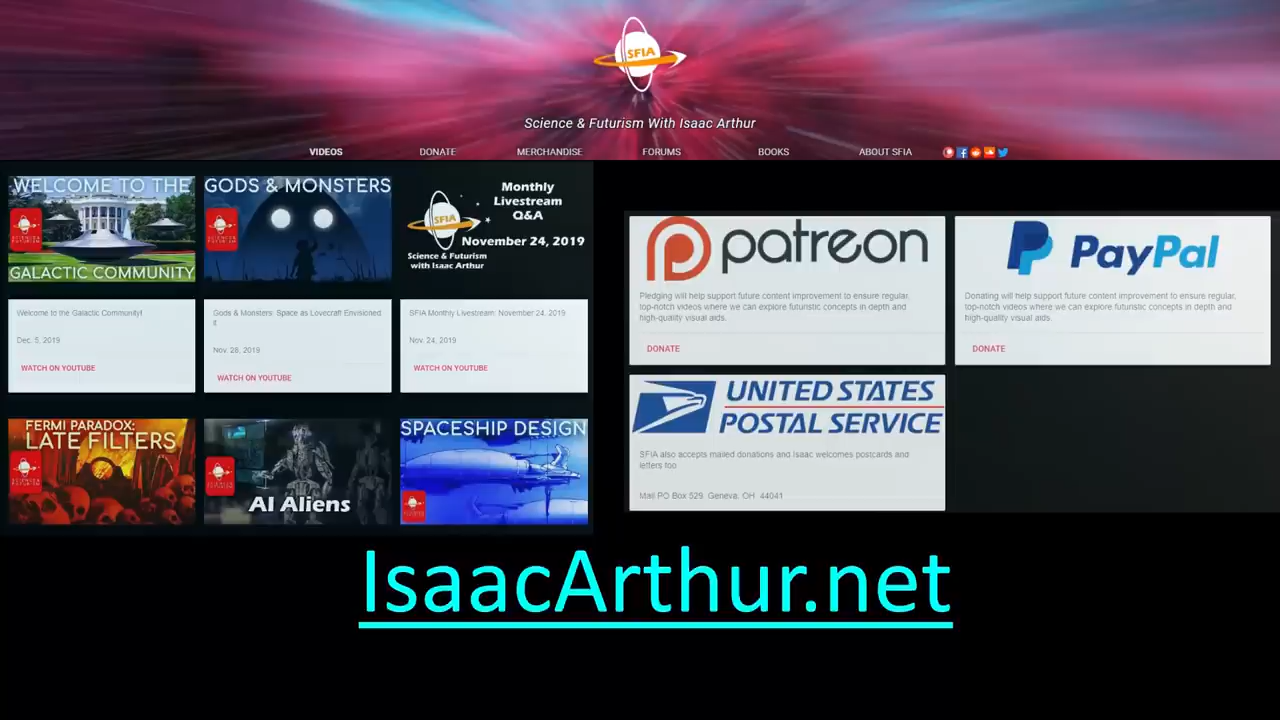 SFIA
Science & Futurism With Isaac Arthur
VIDEOS
DONATE
MERCHANDISE
FORUMS
BOOKS
ABOUT SFIA
WELCOME TO THE
GALACTIC COMMUNITY
Welcome to the Galactic Community!
Dec. 5, 2019
WATCH ON YOUTUBE
GODS & MONSTERS
Gods & Monsters: Space as Lovecraft Envisioned
it
Nov. 28, 2019
WATCH ON YOUTUBE
Monthly
Livestream
Q&A
SFIA
November 24, 2019
Science & Futurism
with Isaac Arthur
SFIA Monthly Livestream: November 24, 2019
Nov. 24, 2019
WATCH ON YOUTUBE
FERMI PARADOX:
LATE FILTERS
AI Aliens
SPACESHIP DESIGN
patreon
Pledging will help support future content improvement to ensure regular,
top-notch videos where we can explore futuristic concepts in depth and
high-quality visual aids.
DONATE
PayPal
Donating will help support future content improvement to ensure regular,
top-notch videos where we can explore futuristic concepts in depth and
high-quality visual aids.
DONATE
UNITED STATES
POSTAL SERVICE
SFIA also accepts mailed donations and Isaac welcomes postcards and
letters too
Mail PO Box 529, Geneva, OH 44041
IsaacArthur.net